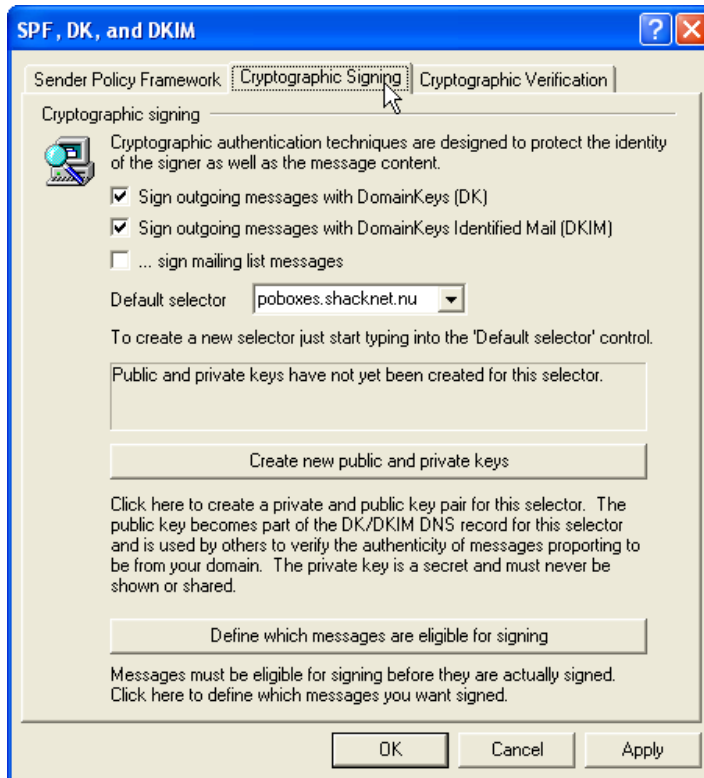 SPF, DK, and DKIM
Sender Policy Framework
Cryptographic Signing
Cryptographic Verification
Cryptographic signing
Cryptographic authentication techniques are designed to protect the identity
of the signer as well as the message content.
Sign outgoing messages with DomainKeys (DK)
Sign outgoing messages with DomainKeys Identified Mail (DKIM)
... sign mailing list messages
Default selector poboxes.shacknet.nu
To create a new selector just start typing into the 'Default selector' control.
Public and private keys have not yet been created for this selector.
Create new public and private keys
Click here to create a private and public key pair for this selector. The
public key becomes part of the DK/DKIM DNS record for this selector
and is used by others to verify the authenticity of messages proporting to
be from your domain. The private key is a secret and must never be
shown or shared.
Define which messages are eligible for signing
Messages must be eligible for signing before they are actually signed.
Click here to define which messages you want signed.
OK Cancel Apply